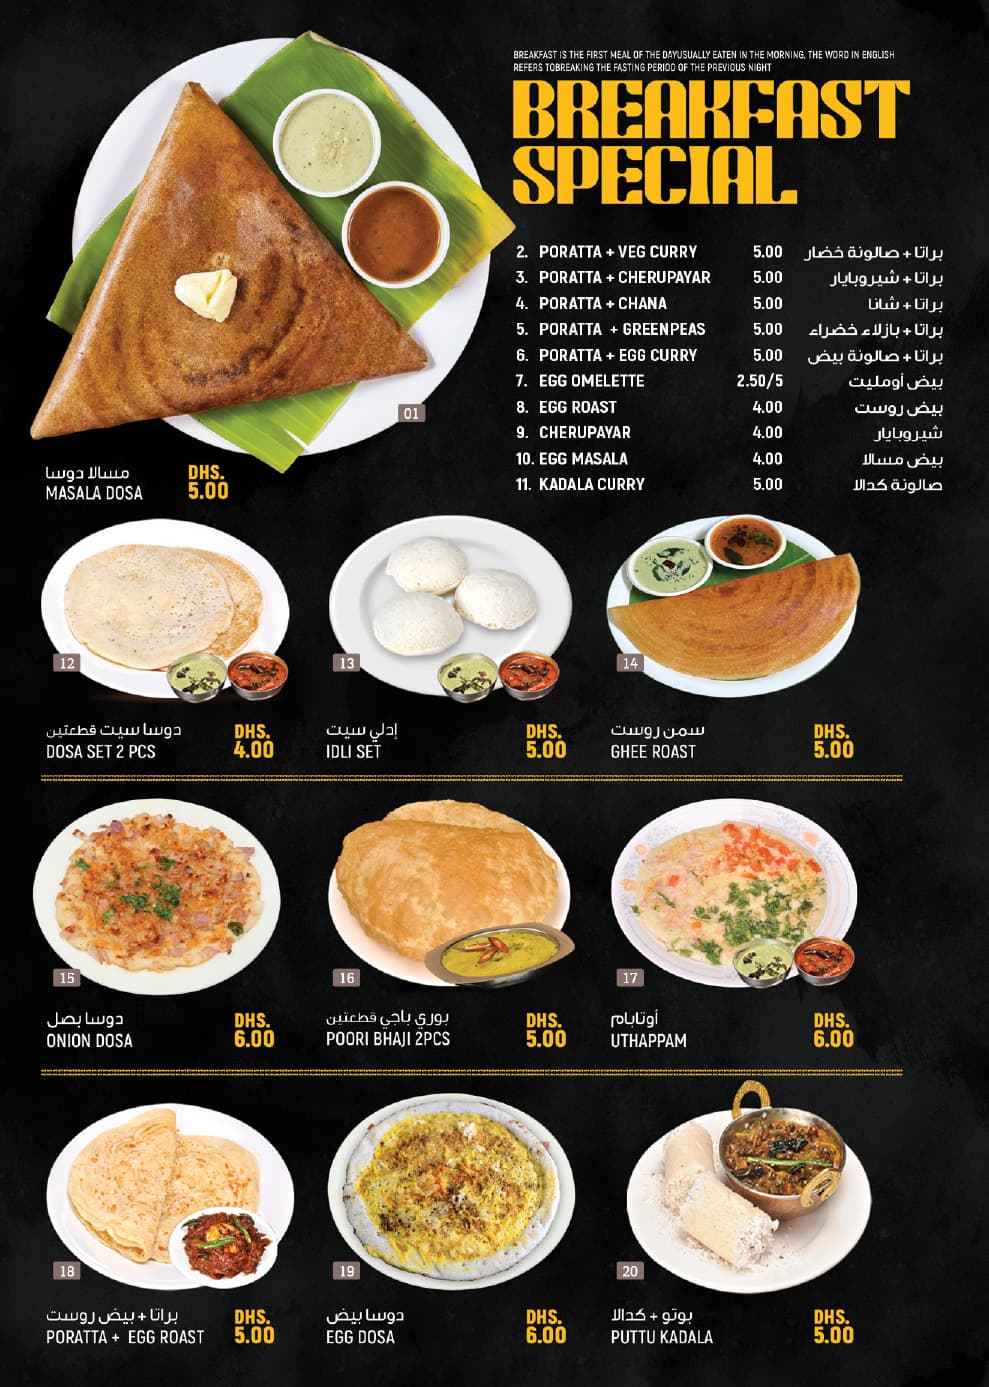 BREAKFAST IS THE FIRST MEAL OF THE DAYUSUALLY EATEN IN THE MORNING, THE WORD IN ENGLISH
REFERS TOBREAKING THE FASTING PERIOD OF THE PREVIOUS NIGHT
BREAKFAST
SPECIAL
2. PORATTA + VEG CURRY 5.00 براتا + صالونة خضار
3. PORATTA + CHERUPAYAR 5.00 براتا + شيروبايار
4. PORATTA + CHANA 5.00 براتا + شانا
5. PORATTA + GREENPEAS 5.00 براتا + بازلاء خضراء
6. PORATTA + EGG CURRY 5.00 براتا + صالونة بيض
7. EGG OMELETTE 2.50/5 بيض أومليت
8. EGG ROAST 4.00 بيض روست
9. CHERUPAYAR 4.00 شيروبايار
10. EGG MASALA 4.00 بيض مسالا
11. KADALA CURRY 5.00 صالونة كدالا
01
مسالا دوسا DHS.
MASALA DOSA 5.00
12 13 14
دوسا سيت قطعتين DHS. إدلي سيت DHS. سمن روست DHS.
DOSA SET 2 PCS 4.00 IDLI SET 5.00 GHEE ROAST 5.00
15 16 17
دوسا بصل DHS. بوري باجي قطعتين DHS. أوتابام DHS.
ONION DOSA 6.00 POORI BHAJI 2PCS 5.00 UTHAPPAM 6.00
18 19 20
براتا + بيض روست DHS. دوسا بيض DHS. بوتو + كدالا DHS.
PORATTA + EGG ROAST 5.00 EGG DOSA 6.00 PUTTU KADALA 5.00